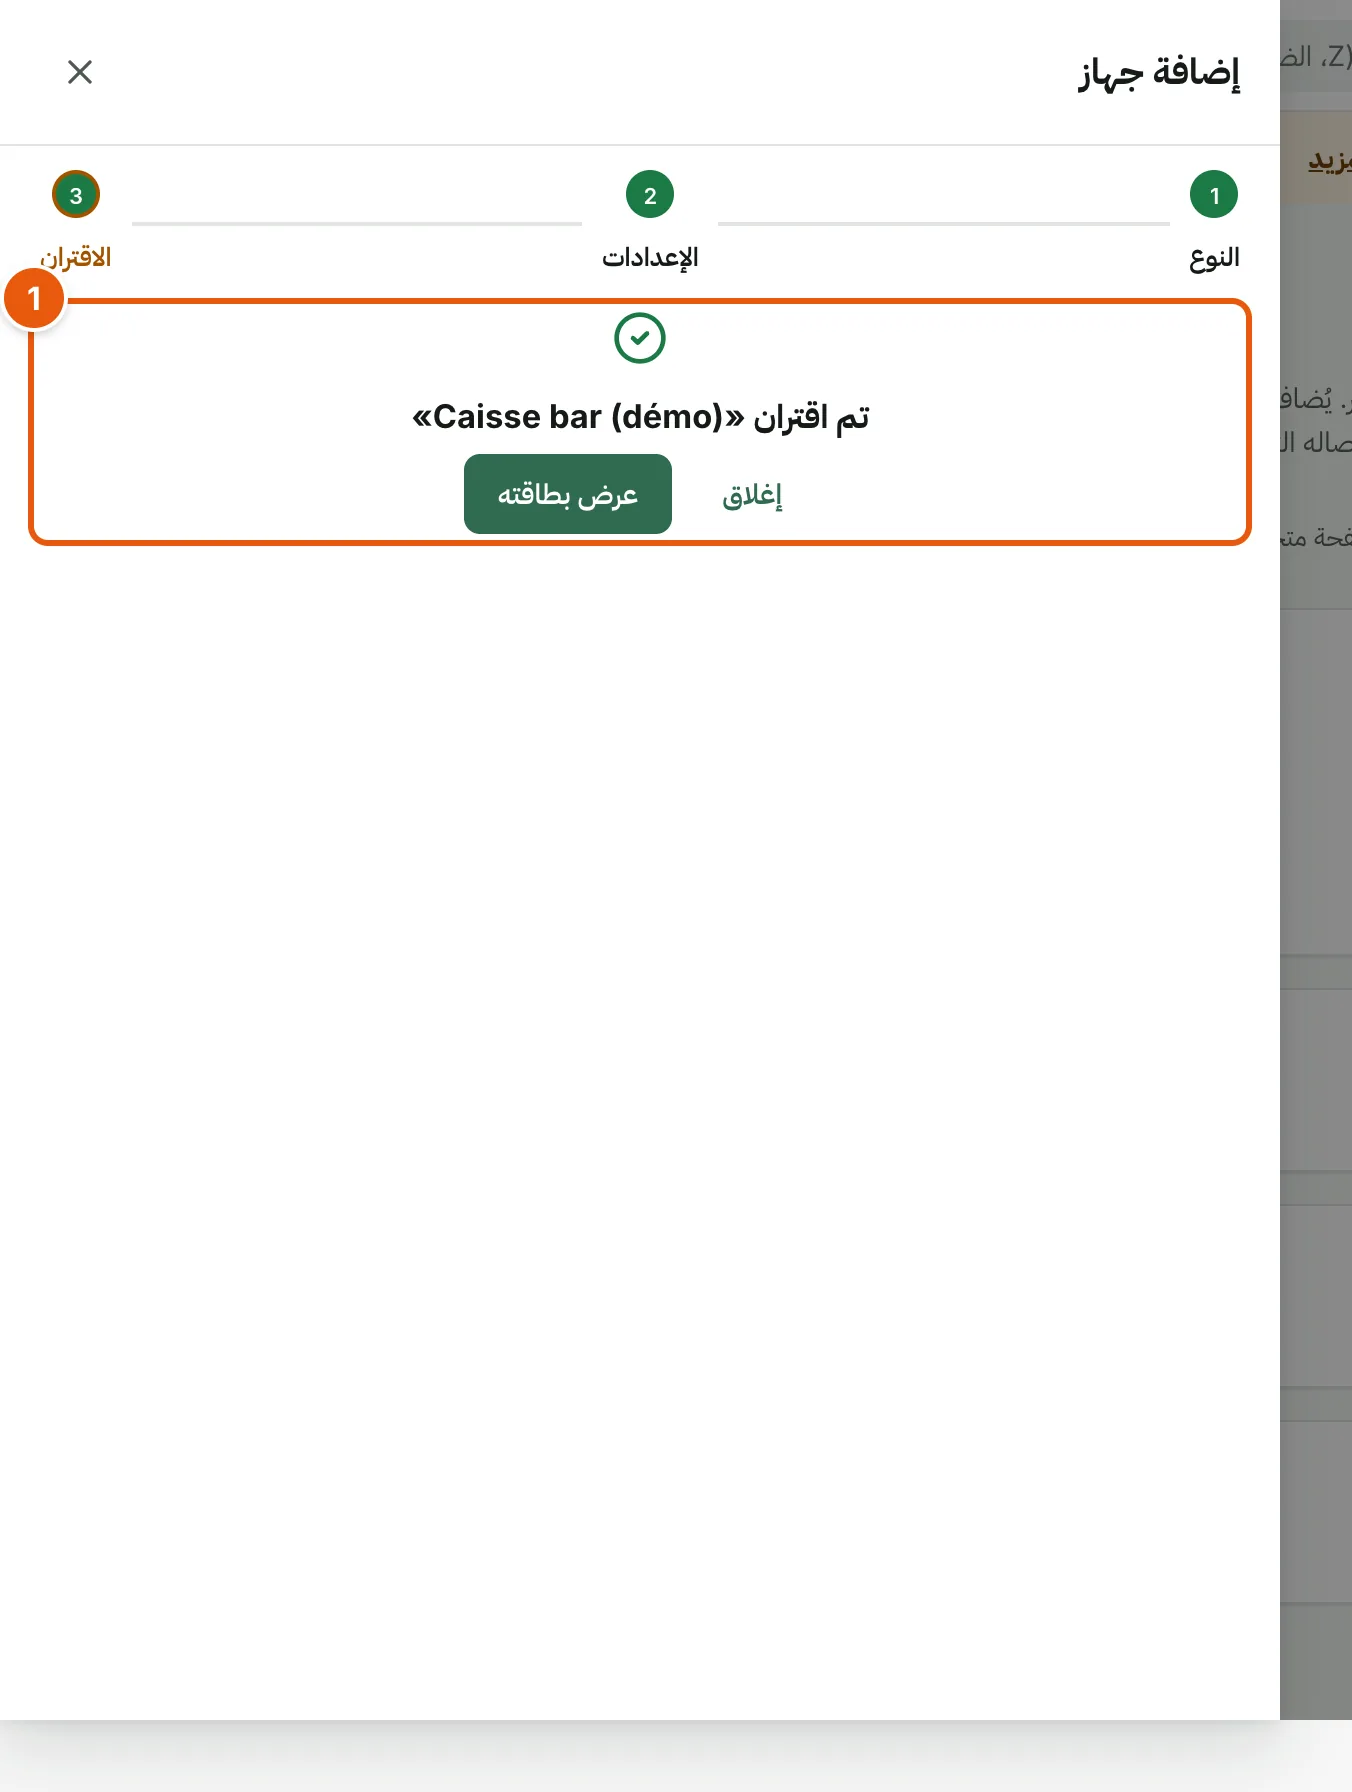 إضافة جهاز
1
النوع
2
الإعدادات
3
الاقتران
1
تم اقتران «Caisse bar (démo)»
إغلاق
عرض بطاقته